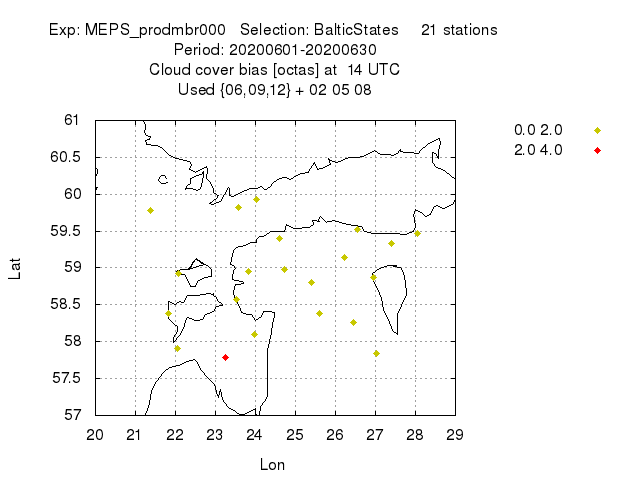 Exp: MEPS_prodmbr000 Selection: BalticStates 21 stations
Period: 20200601-20200630
Cloud cover bias [octas] at 14 UTC
Used {06,09,12} + 02 05 08
0.0 2.0
2.0 4.0
61
60.5
60
59.5
59
58.5
58
57.5
57
Lat
20 21 22 23 24 25 26 27 28 29
Lon